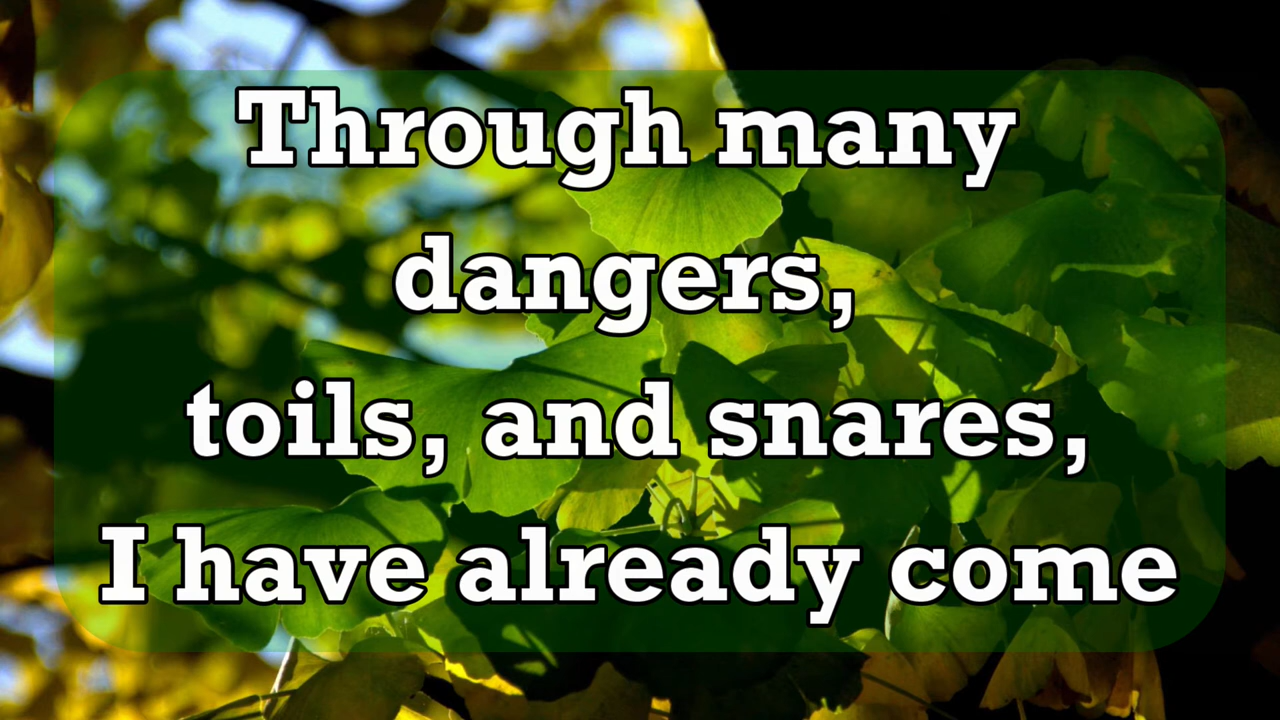 Through many
dangers,
toils, and snares,
I have already come